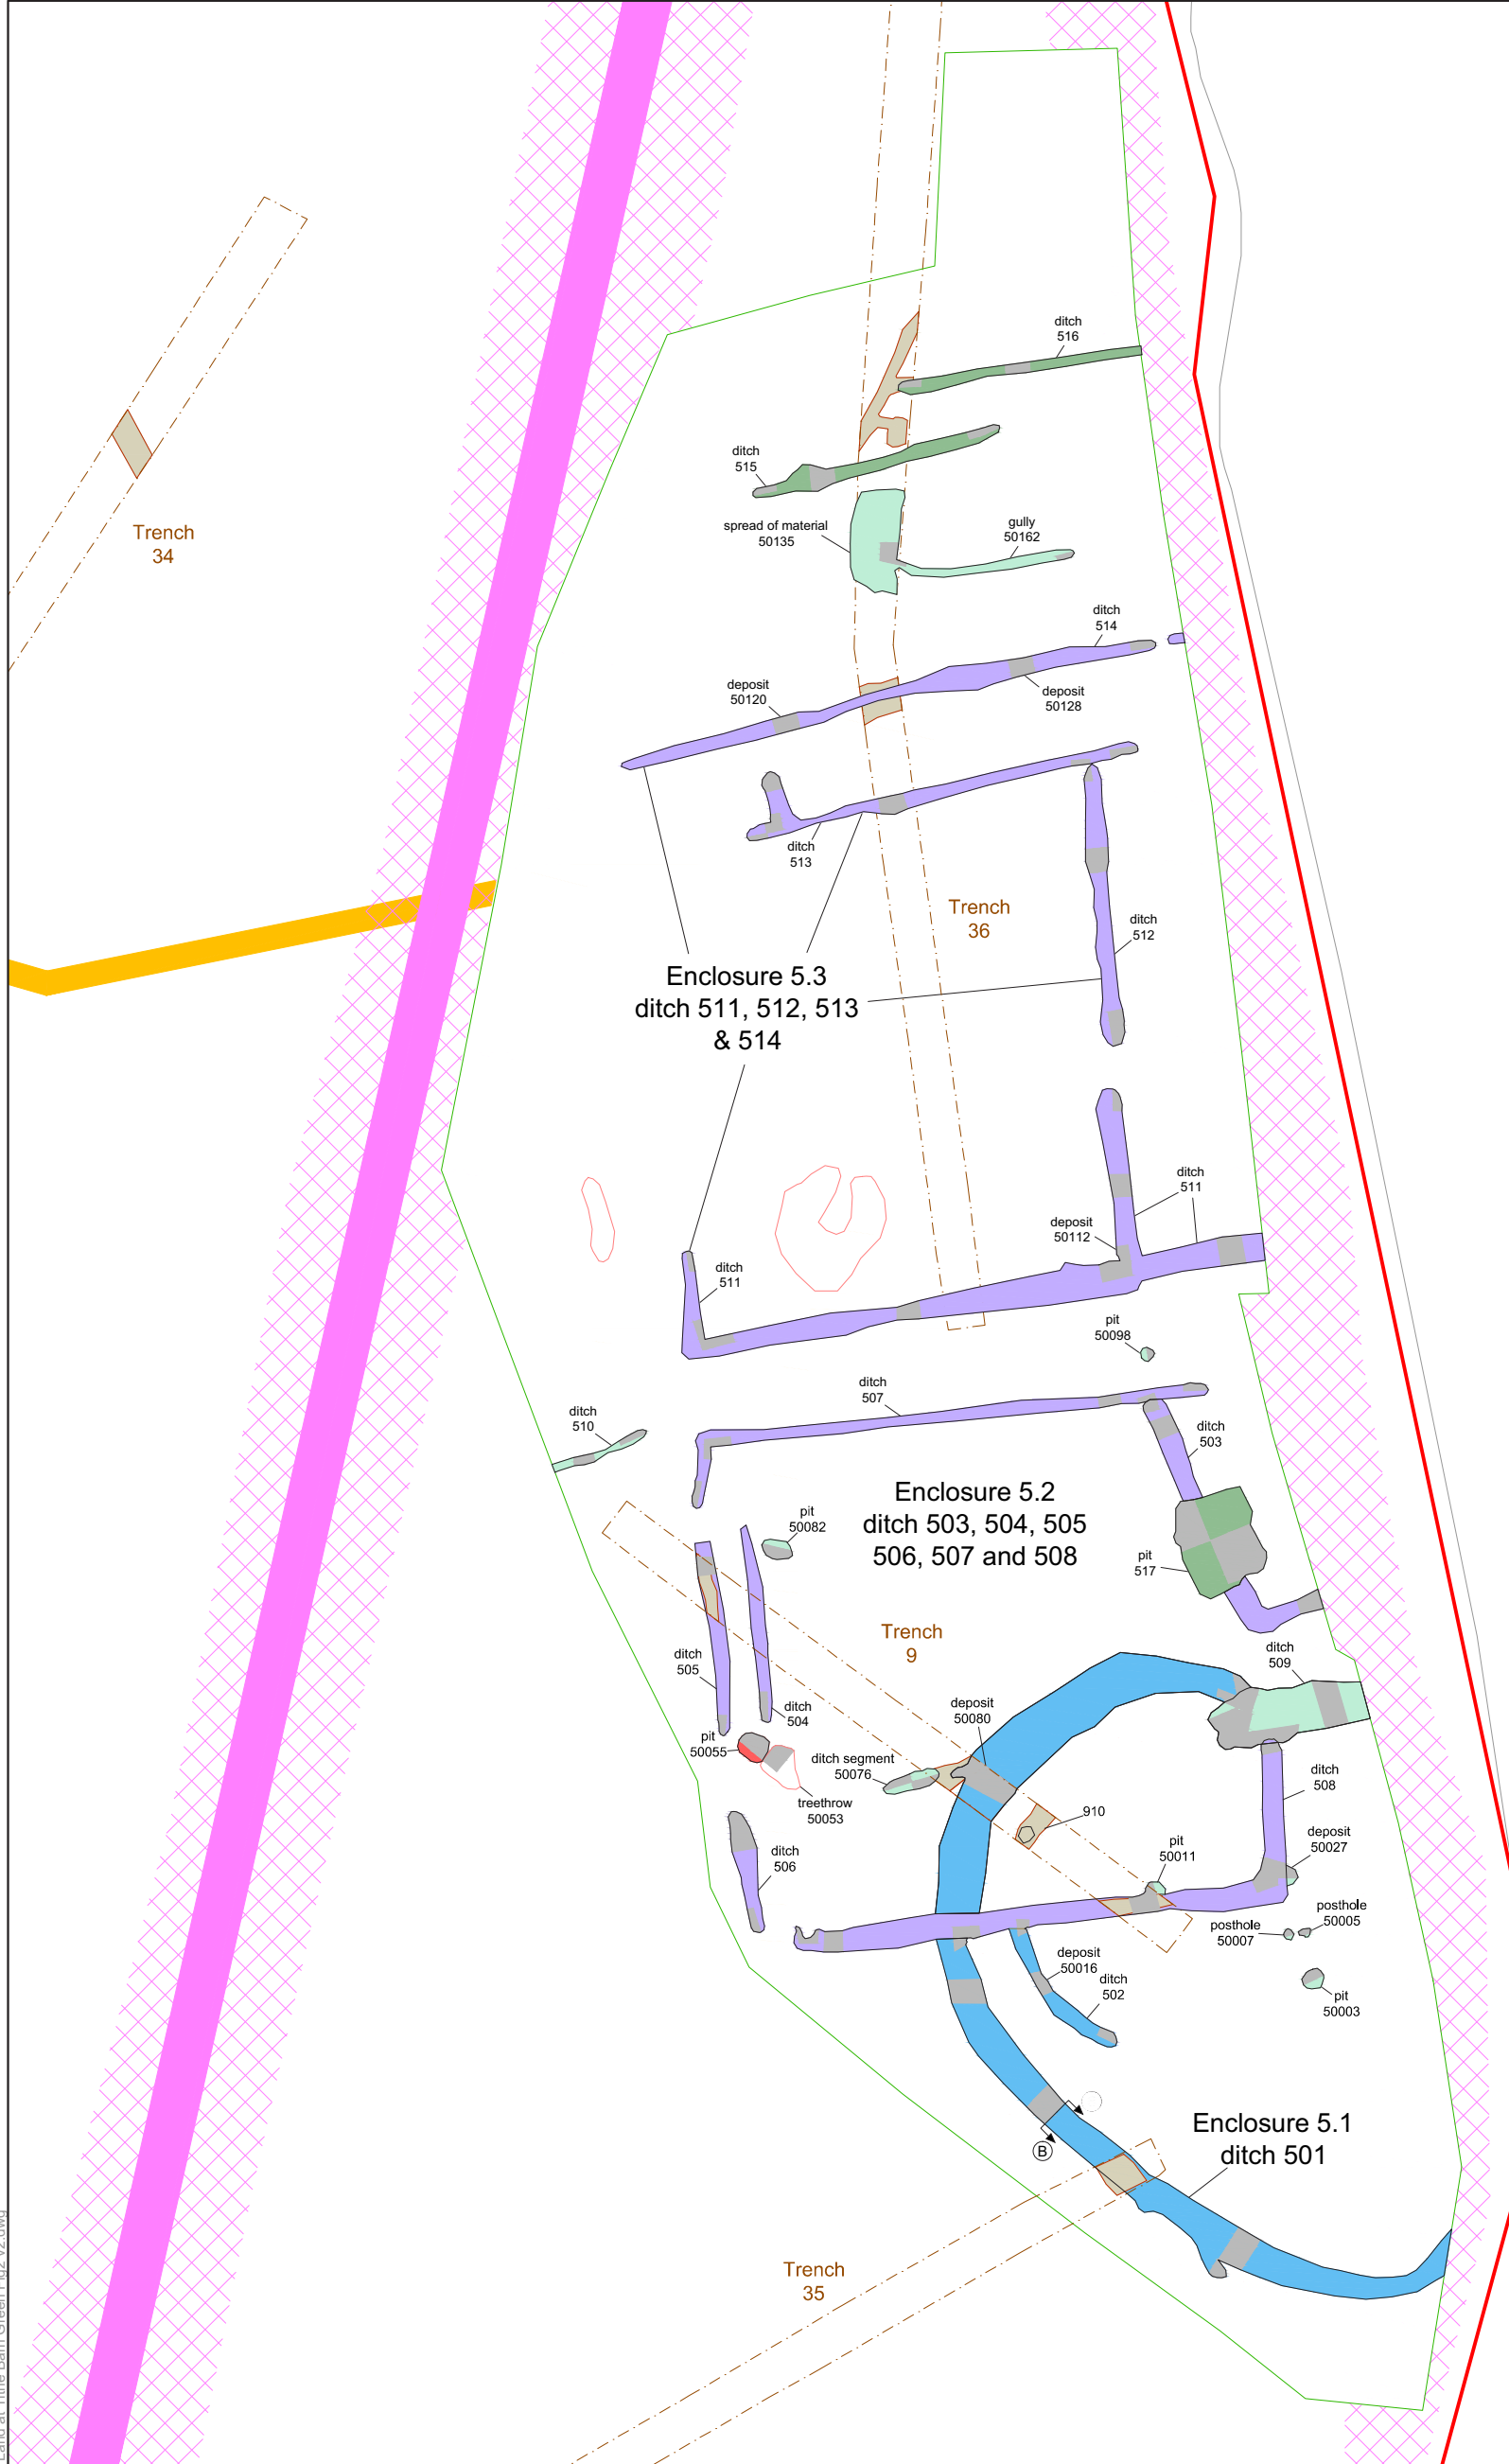 ditch
516
ditch
515
Trench
34
spread of material
50135
gully
50162
ditch
514
deposit
50120
deposit
50128
ditch
513
Trench
36
ditch
512
Enclosure 5.3
ditch 511, 512, 513
& 514
ditch
511
deposit
50112
ditch
511
pit
50098
ditch
507
ditch
510
ditch
503
Enclosure 5.2
ditch 503, 504, 505
506, 507 and 508
pit
50082
pit
517
Trench
9
ditch
509
ditch
505
ditch
504
deposit
50080
pit
50055
ditch segment
50076
ditch
508
treethrow
50053
910
deposit
50027
pit
50011
ditch
506
posthole
50005
posthole
50007
deposit
50016
ditch
502
pit
50003
B
Enclosure 5.1
ditch 501
Trench
35